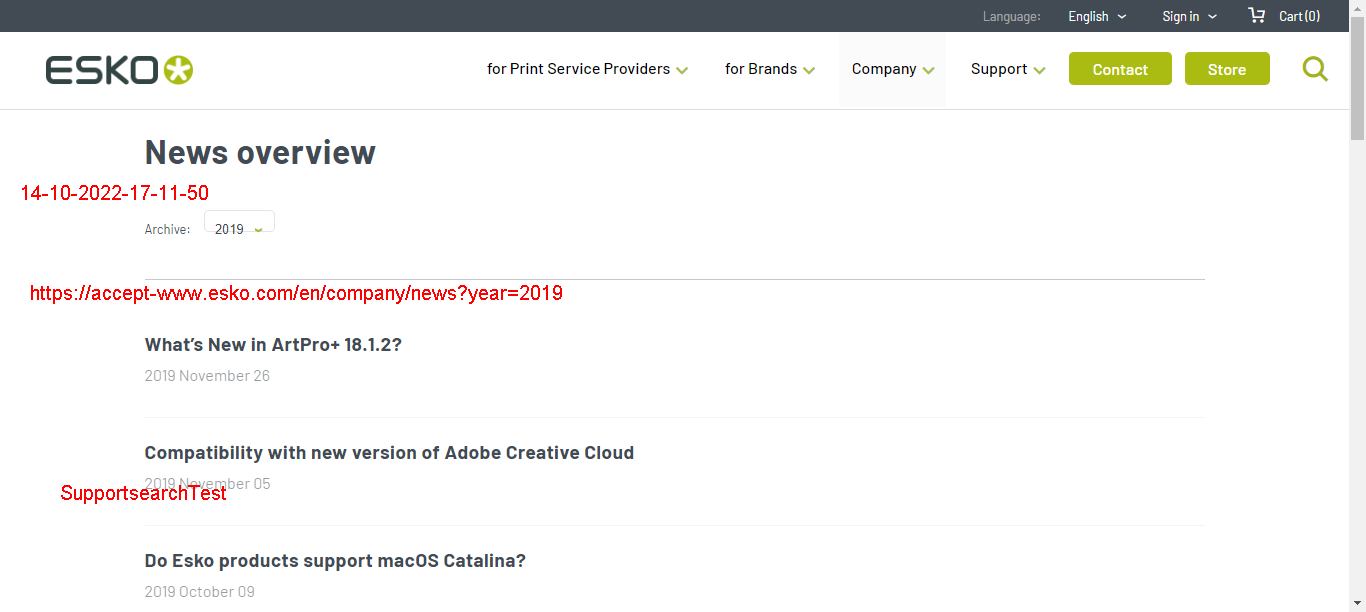 Language: English Sign in Cart (0)
ESKO for Print Service Providers for Brands Company Support Contact Store
News overview
14-10-2022-17-11-50
Archive: 2019
https://accept-www.esko.com/en/company/news?year=2019
What's New in ArtPro+ 18.1.2?
2019 November 26
Compatibility with new version of Adobe Creative Cloud
2019 November 05
SupportsearchTest
Do Esko products support macOS Catalina?
2019 October 09